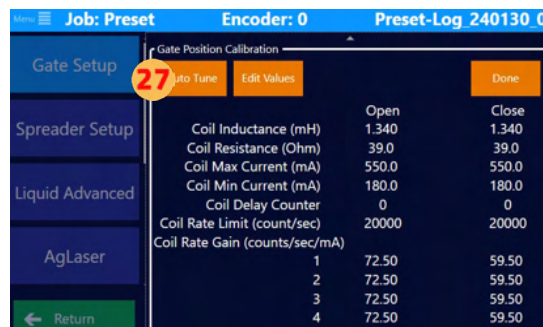 Menu Job: Preset Encoder: 0 Preset-Log_240130_0
Gate Position Calibration
Gate Setup
27 uto Tune Edit Values Done
Open Close
Spreader Setup
Coil Inductance (mH) 1.340 1.340
Coil Resistance (Ohm) 39.0 39.0
Coil Max Current (mA) 550.0 550.0
Liquid Advanced
Coil Min Current (mA) 180.0 180.0
Coil Delay Counter 0 0
Coil Rate Limit (count/sec) 20000 20000
Coil Rate Gain (counts/sec/mA)
AgLaser
1 72.50 59.50
2 72.50 59.50
3 72.50 59.50
Return
4 72.50 59.50